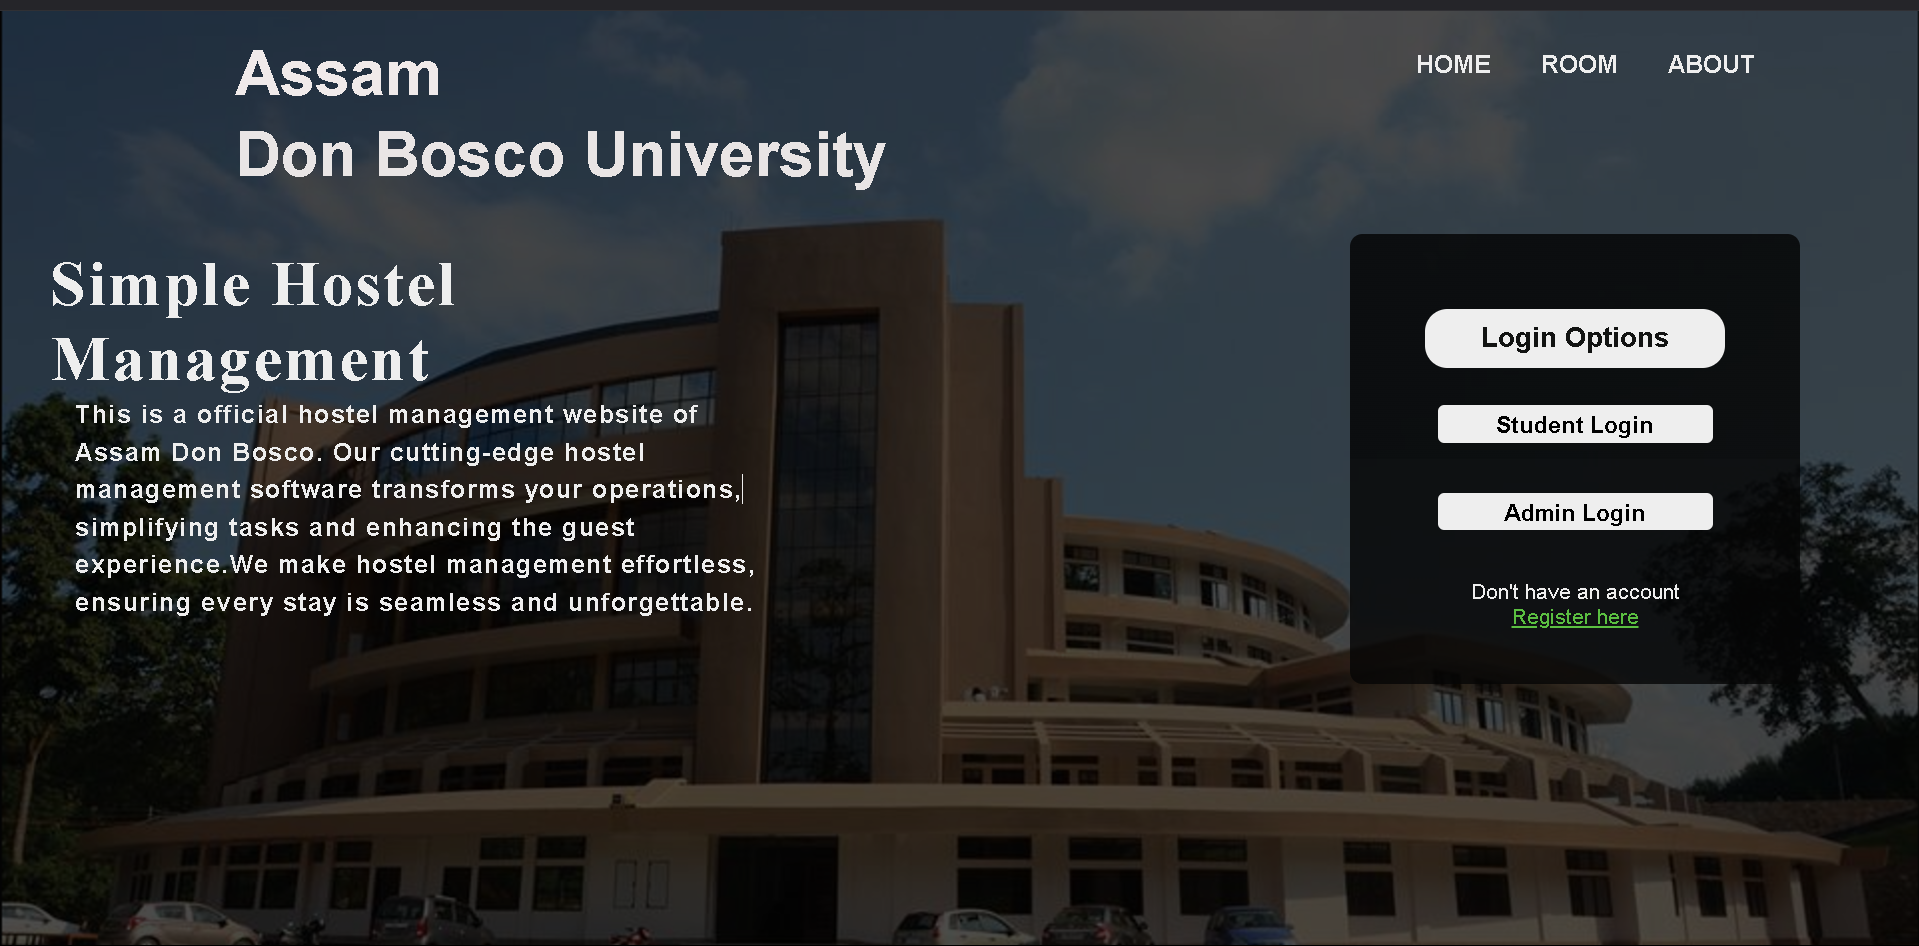 Assam
Don Bosco University
HOME ROOM ABOUT
Simple Hostel
Management
This is a official hostel management website of
Assam Don Bosco. Our cutting-edge hostel
management software transforms your operations,
simplifying tasks and enhancing the guest
experience.We make hostel management effortless,
ensuring every stay is seamless and unforgettable.
Login Options
Student Login
Admin Login
Don't have an account
Register here